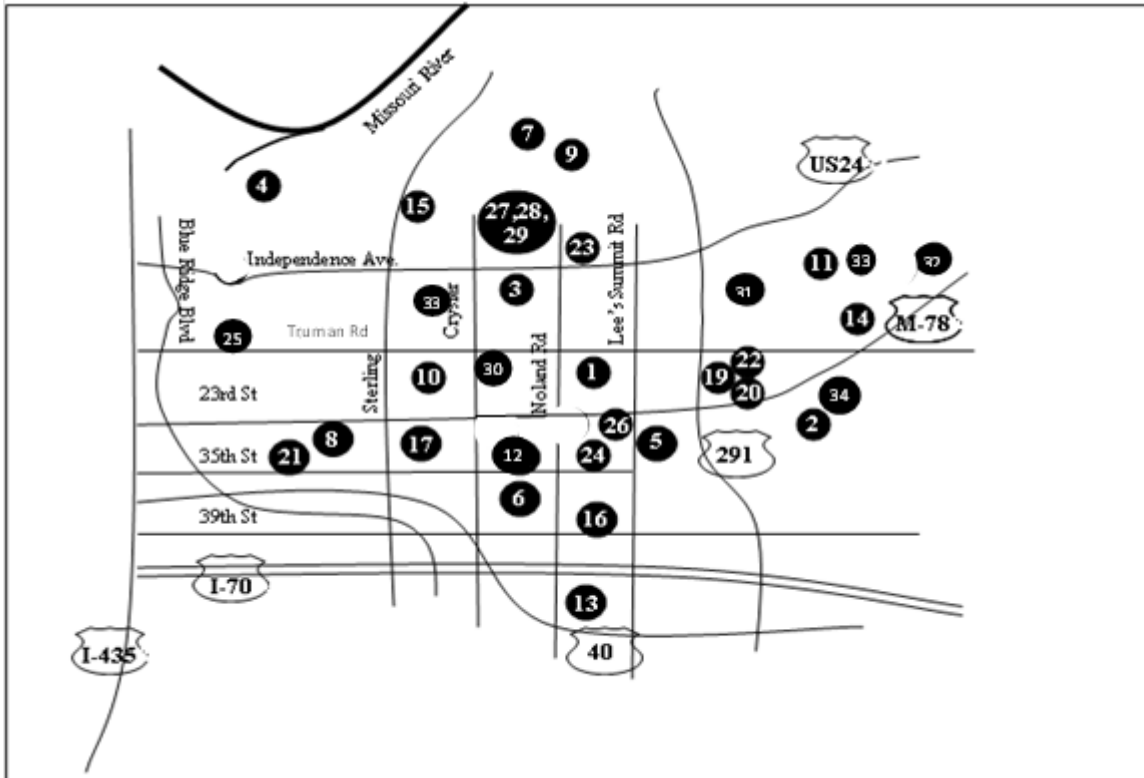 Missouri River
7
9
US24
4
15
27,28,
29
Blue Ridge Blvd
Independence Ave.
23
Lee's Summit Rd
11
33
32
3
31
33
Crysler
14
M-78
25
Truman Rd
Sterling
10
30
Noland Rd
1
22
19
20
23rd St
34
26
2
8
17
5
21
35th St
12
24
291
6
39th St
16
I-70
13
I-435
40